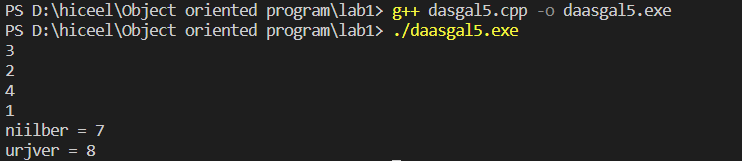 PS D:\hiceel\Object oriented program\lab1> g++ dasgal5.cpp -o daasgal5.exe
PS D:\hiceel\Object oriented program\lab1> ./daasgal5.exe
3
2
4
1
niilber = 7
urjver = 8